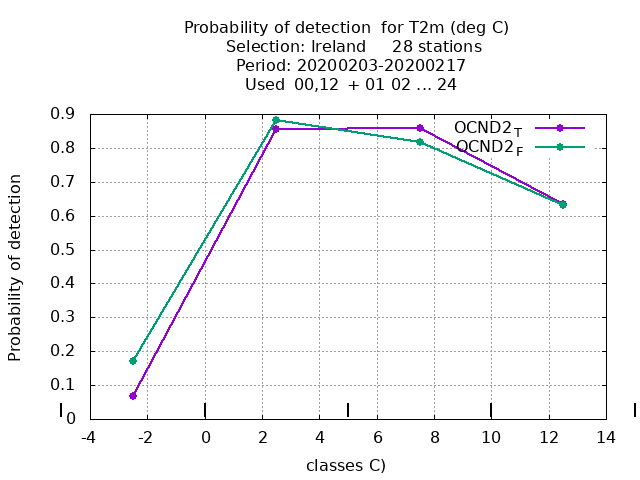 Probability of detection for T2m (deg C)
Selection: Ireland 28 stations
Period: 20200203-20200217
Used 00,12 + 01 02 ... 24
OCND2T
OCND2F
Probability of detection
0.9
0.8
0.7
0.6
0.5
0.4
0.3
0.2
0.1
0
-4 -2 0 2 4 6 8 10 12 14
classes C)